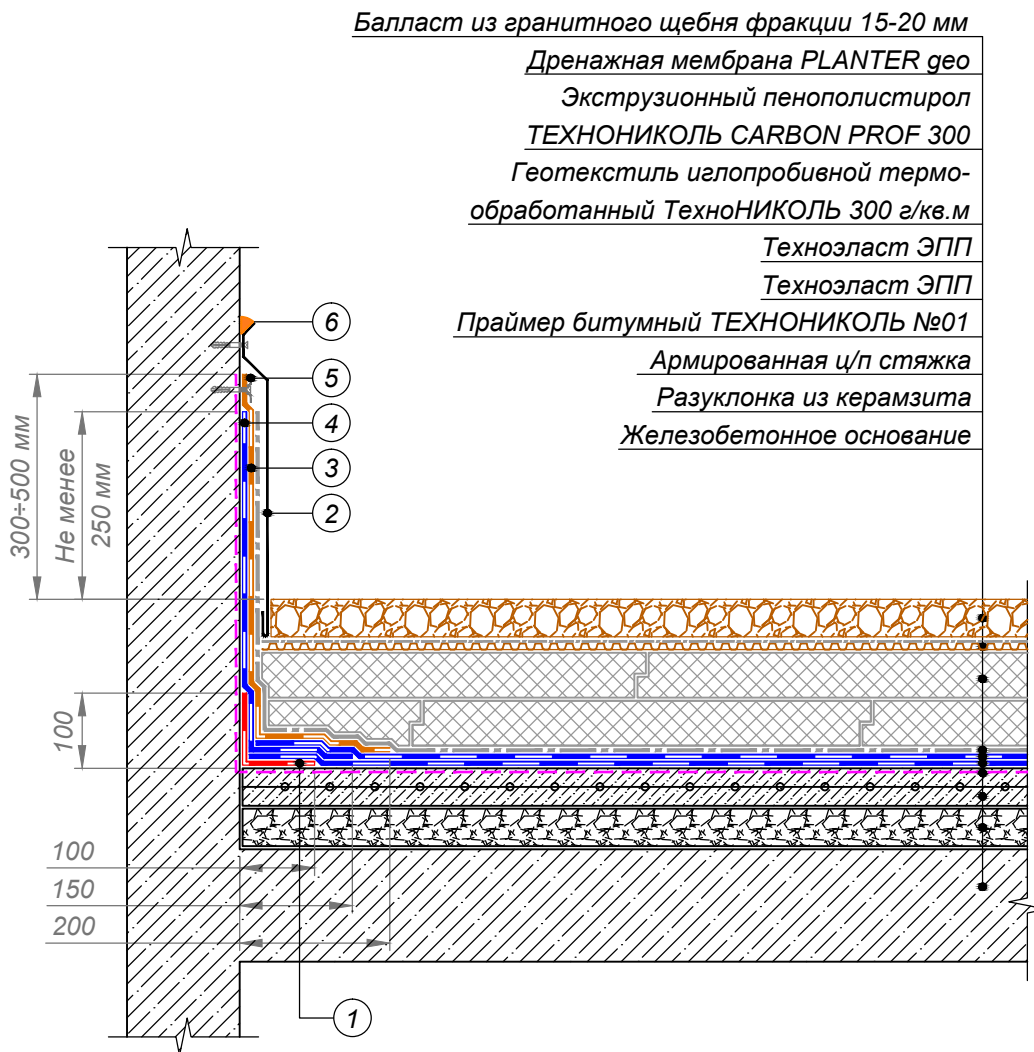 Балласт из гранитного щебня фракции 15-20 мм
Дренажная мембрана PLANTER geo
Экструзионный пенополистирол
ТЕХНОНИКОЛЬ CARBON PROF 300
Геотекстиль иглопробивной термо-
обработанный ТехноНИКОЛЬ 300 г/кв.м
Техноэласт ЭПП
Техноэласт ЭПП
Праймер битумный ТЕХНОНИКОЛЬ №01
Армированная ц/п стяжка
Разуклонка из керамзита
Железобетонное основание
6
5
4
3
2
300÷500 мм
Не менее
250 мм
100
100
150
200
1